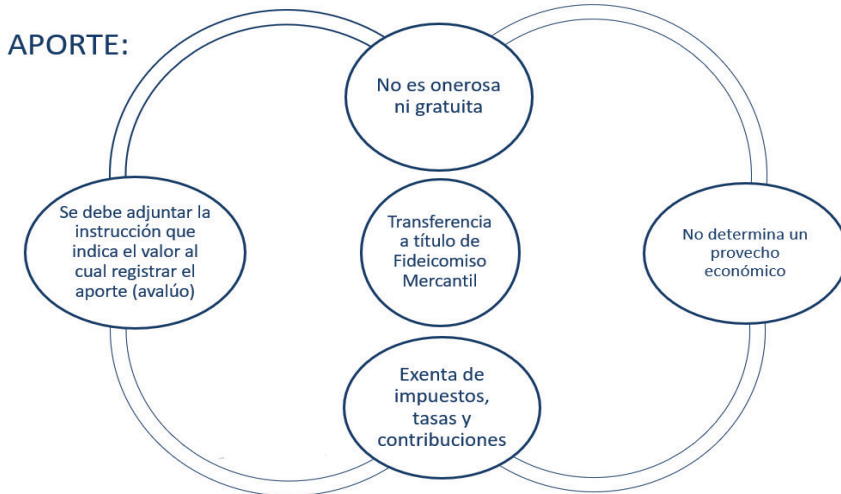 APORTE:
No es onerosa
ni gratuita
Se debe adjuntar la
instrucción que
indica el valor al
cual registrar el
aporte (avalúo)
Transferencia
a título de
Fideicomiso
Mercantil
No determina un
provecho
económico
Exenta de
impuestos,
tasas y
contribuciones